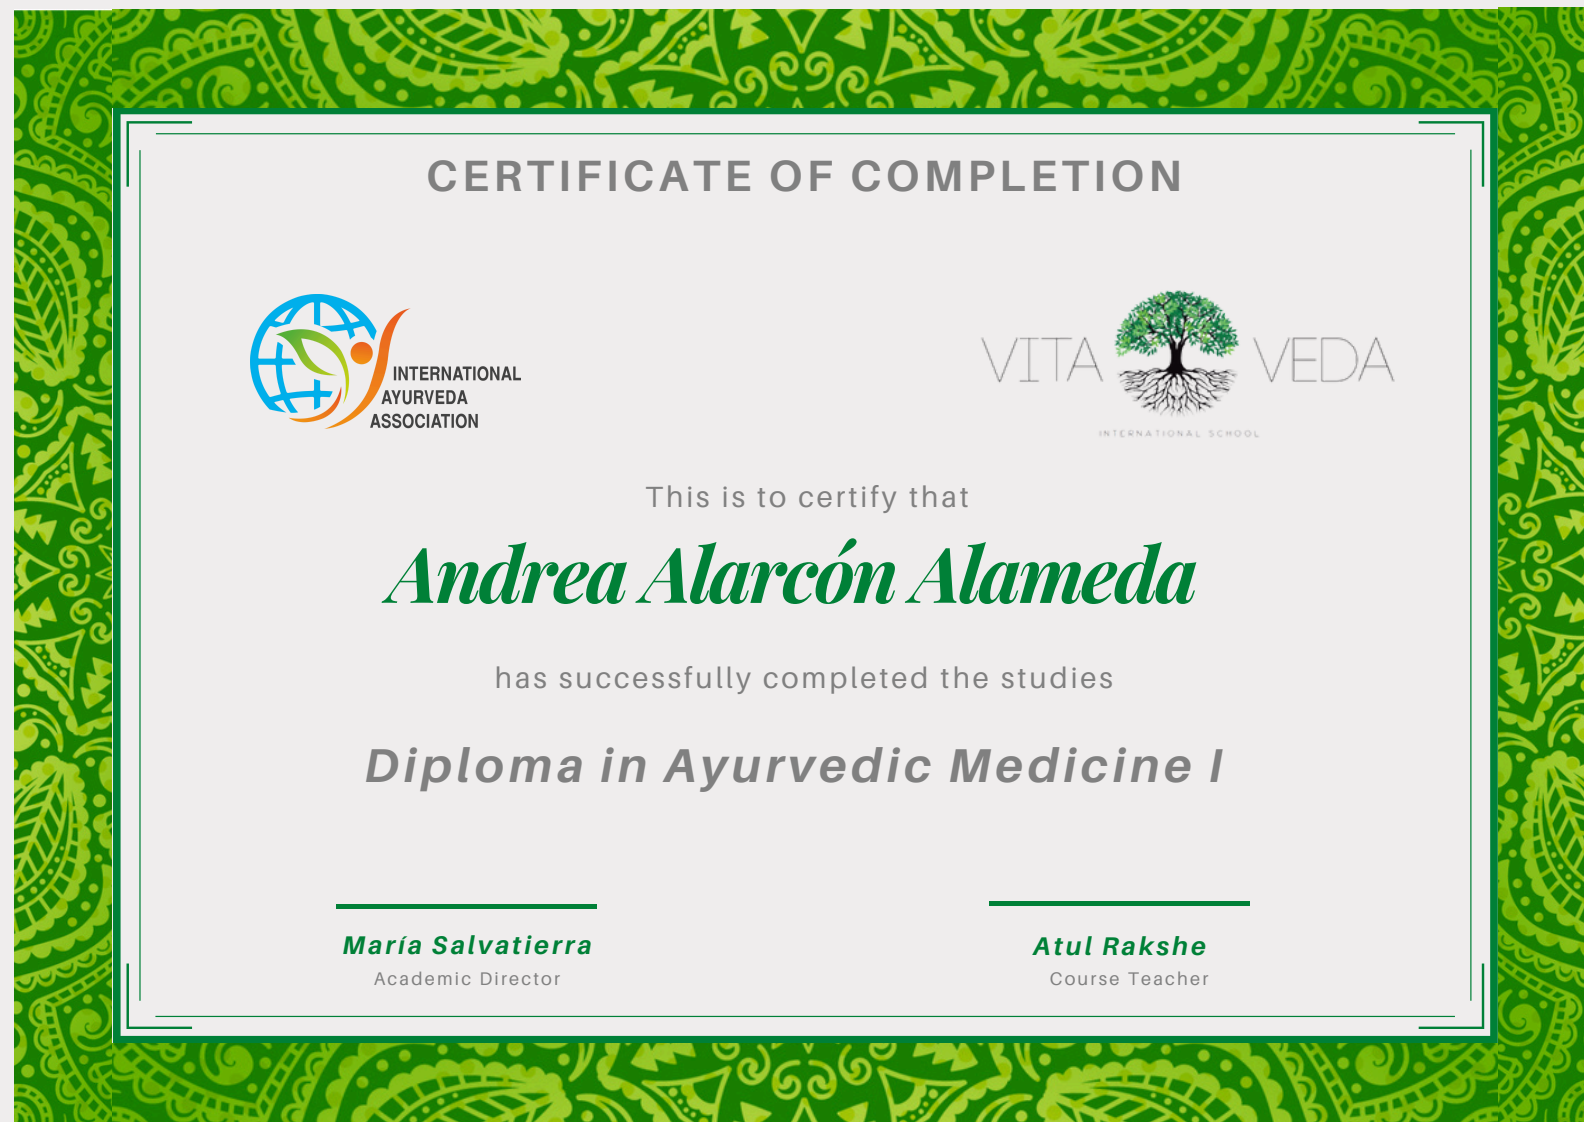 CERTIFICATE OF COMPLETION
INTERNATIONAL
AYURVEDA
ASSOCIATION
VITA VEDA
INTERNATIONAL SCHOOL
This is to certify that
Andrea Alarcón Alameda
has successfully completed the studies
Diploma in Ayurvedic Medicine I
María Salvatierra
Academic Director
Atul Rakshe
Course Teacher